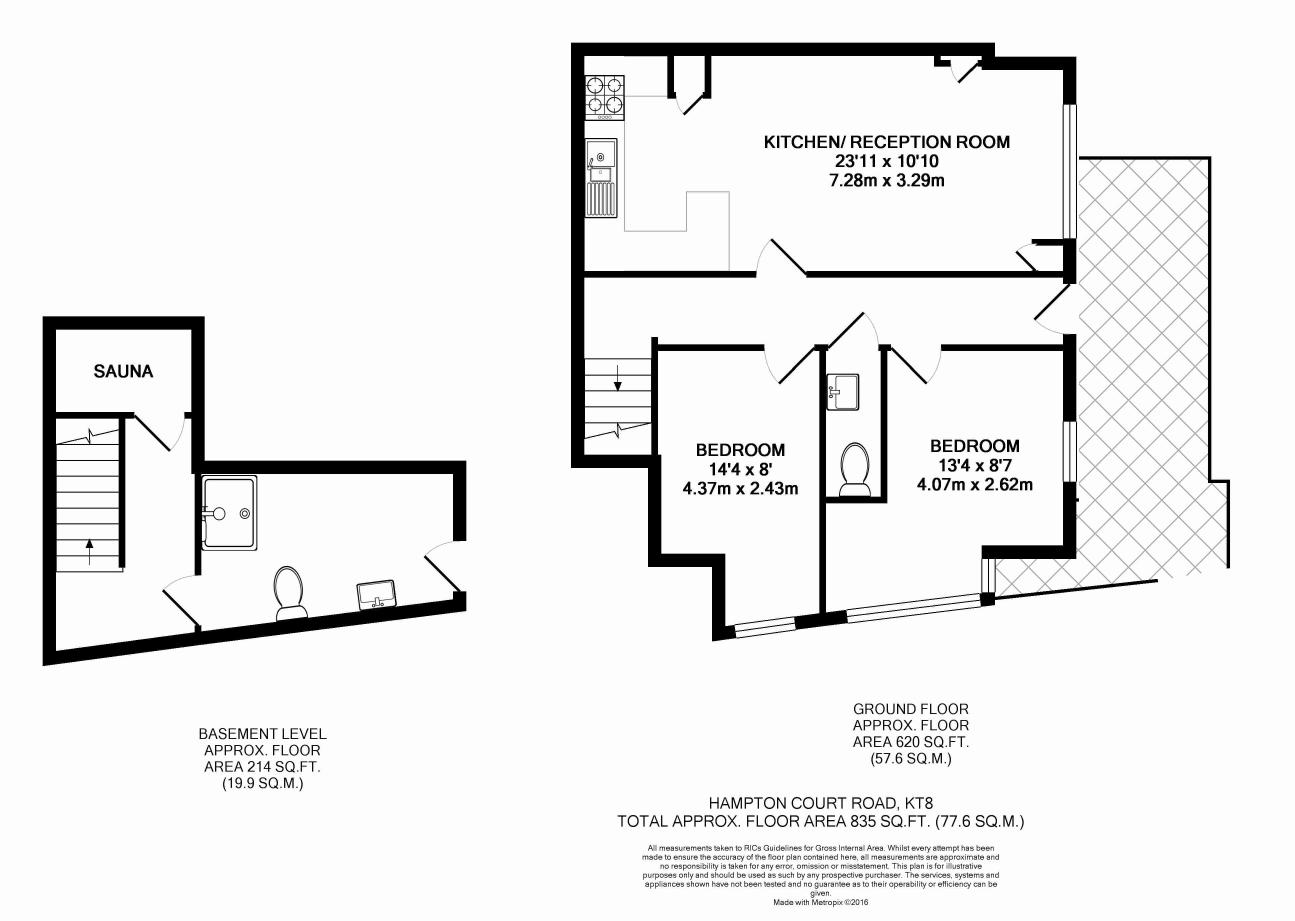 KITCHEN/ RECEPTION ROOM
23'11 x 10'10
7.28m x 3.29m
SAUNA
BEDROOM
14'4 x 8'
4.37m x 2.43m
BEDROOM
13'4 x 8'7
4.07m x 2.62m
BASEMENT LEVEL
APPROX. FLOOR
AREA 214 SQ.FT.
(19.9 SQ.M.)
GROUND FLOOR
APPROX. FLOOR
AREA 620 SQ.FT.
(57.6 SQ.M.)
HAMPTON COURT ROAD, KT8
TOTAL APPROX. FLOOR AREA 835 SQ.FT. (77.6 SQ.M.)
All measurements taken to RICs Guidelines for Gross Internal Area. Whilst every attempt has been
made to ensure the accuracy of the floor plan contained here, all measurements are approximate and
no responsibility is taken for any error, omission or misstatement. This plan is for illustrative
purposes only and should be used as such by any prospective purchaser. The services, systems and
appliances shown have not been tested and no guarantee as to their operability or efficiency can be
given.
Made with Metropix ©2016